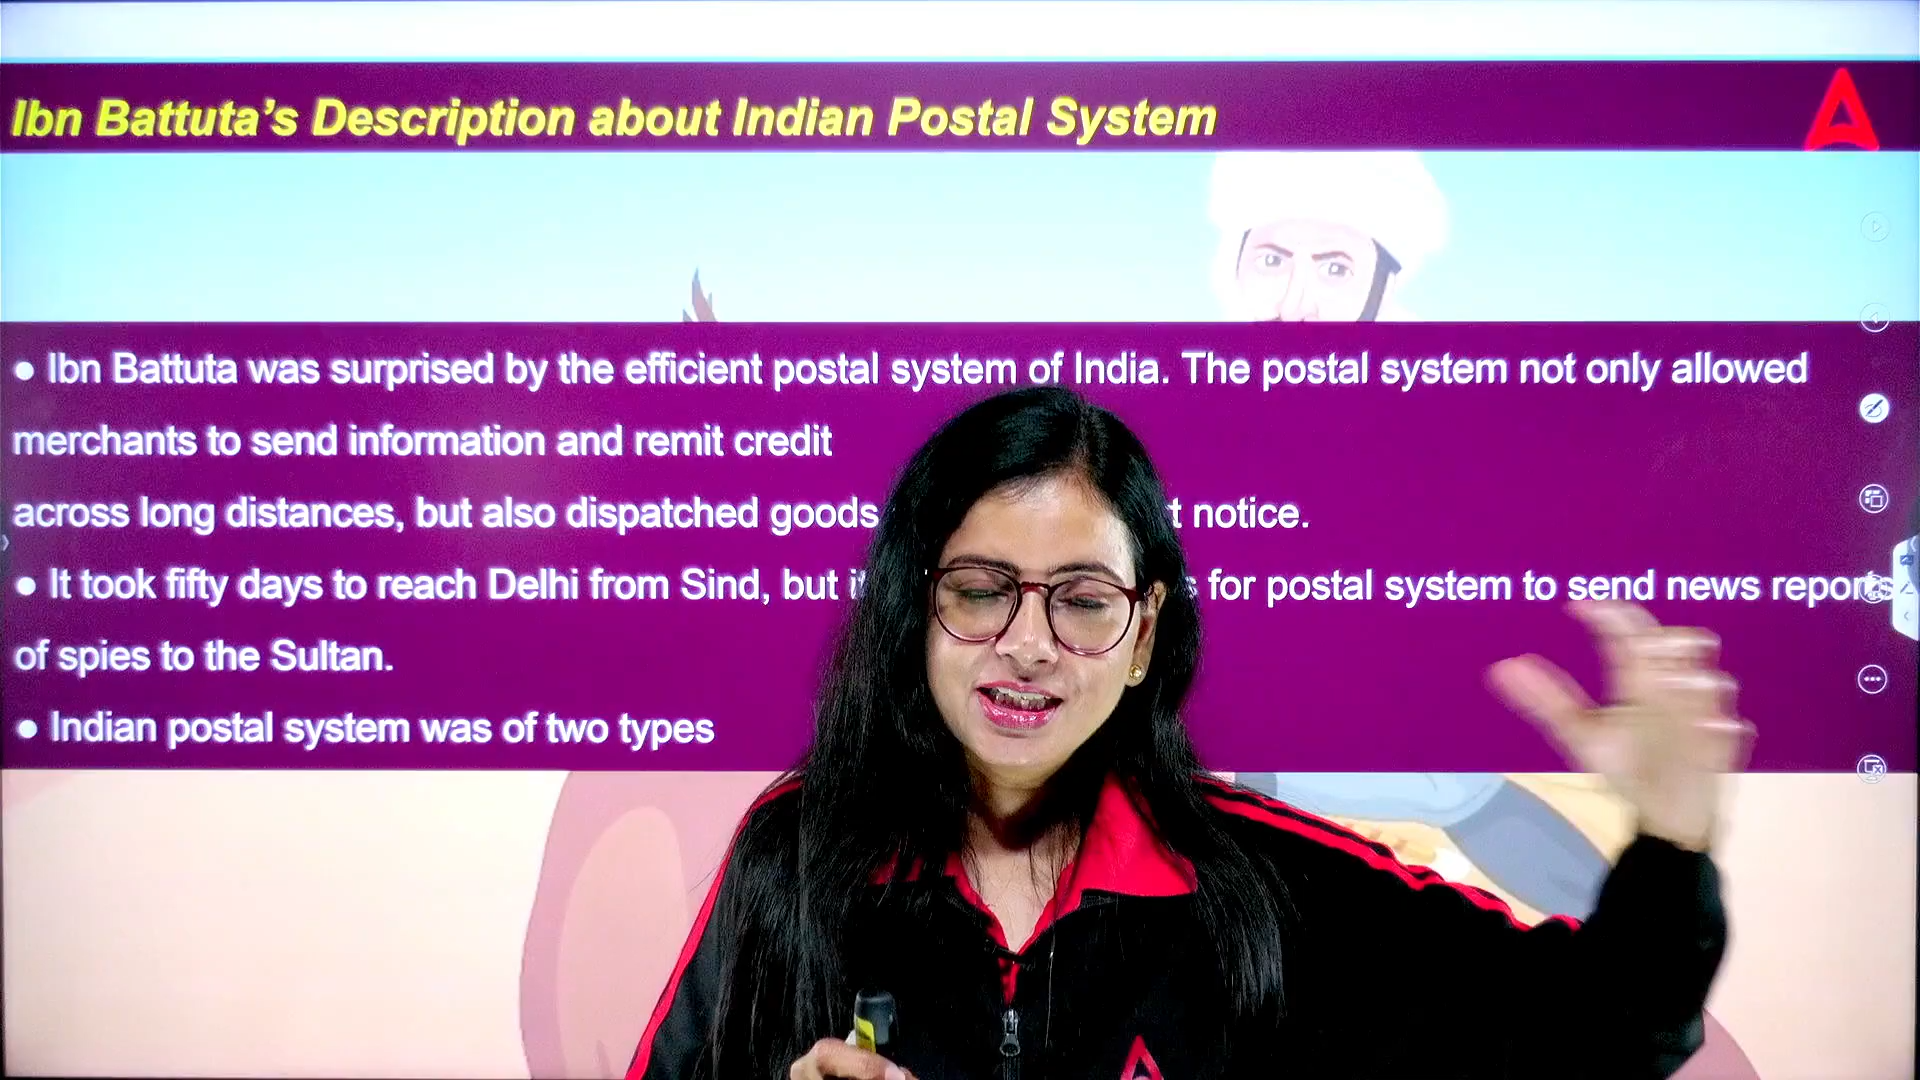 Ibn Battuta’s Description about Indian Postal System
● Ibn Battuta was surprised by the efficient postal system of India. The postal system not only allowed
merchants to send information and remit credit
across long distances, but also dispatched goods notice.
● It took fifty days to reach Delhi from Sind, but for postal system to send news reports
of spies to the Sultan.
● Indian postal system was of two types